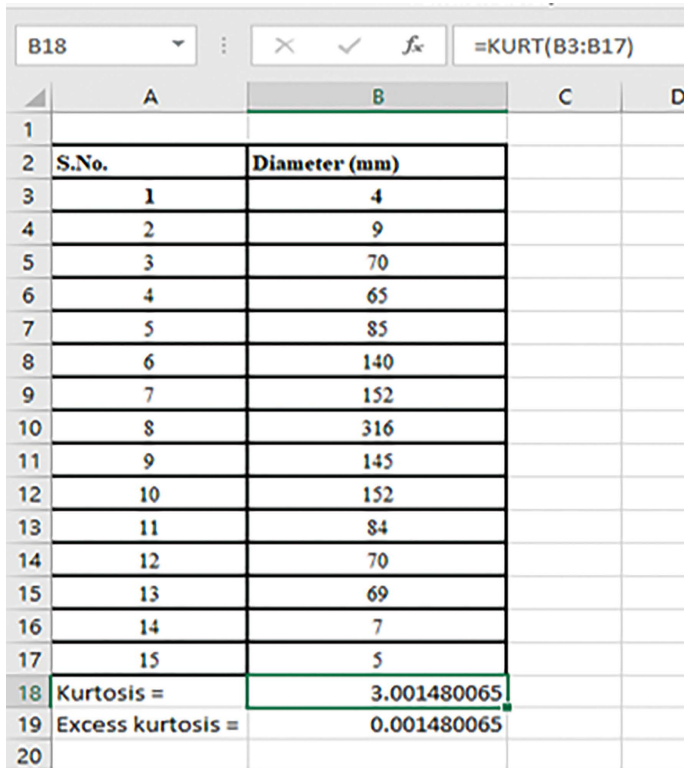 B18 fx =KURT(B3:B17)
A B C D
1
2 S.No. Diameter (mm)
3 1 4
4 2 9
5 3 70
6 4 65
7 5 85
8 6 140
9 7 152
10 8 316
11 9 145
12 10 152
13 11 84
14 12 70
15 13 69
16 14 7
17 15 5
18 Kurtosis = 3.001480065
19 Excess kurtosis = 0.001480065
20